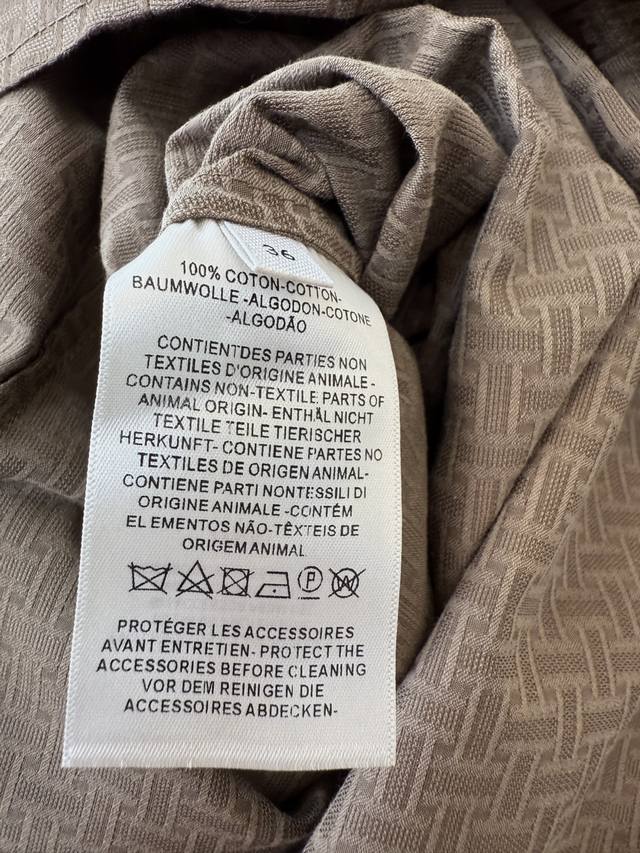 36
100% COTON-COTTON-
BAUMWOLLE -ALGODON-COTONE
-ALGODÃO
CONTIENTDES PARTIES NON
TEXTILES D'ORIGINE ANIMALE -
CONTAINS NON-TEXTILE PARTS OF
ANIMAL ORIGIN- ENTHÄLNICHT
TEXTILE TEILE TIERISCHER
HERKUNFT- CONTIENE PARTES NO
TEXTILES DE ORIGEN ANIMAL-
CONTIENE PARTI NONTESSILI DI
ORIGINE ANIMALE -CONTÉM
EL EMENTOS NÃO-TÊXTEIS DE
ORIGEM ANIMAL
P W
PROTÉGER LES ACCESSOIRES
AVANT ENTRETIEN- PROTECT THE
ACCESSORIES BEFORE CLEANING
VOR DEM REINIGEN DIE
ACCESSOIRES ABDECKEN-